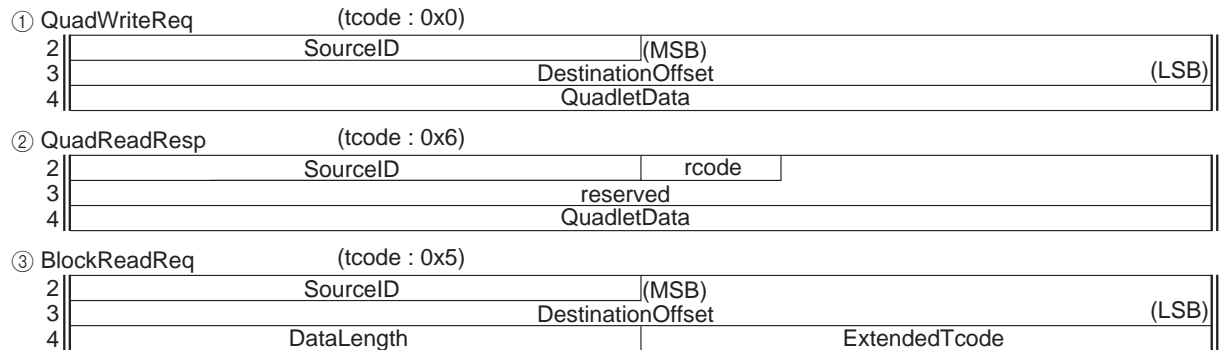 ① QuadWriteReq (tcode : 0x0)
2 SourceID (MSB)
3 DestinationOffset (LSB)
4 QuadletData
② QuadReadResp (tcode : 0x6)
2 SourceID rcode
3 reserved
4 QuadletData
③ BlockReadReq (tcode : 0x5)
2 SourceID (MSB)
3 DestinationOffset (LSB)
4 DataLength ExtendedTcode